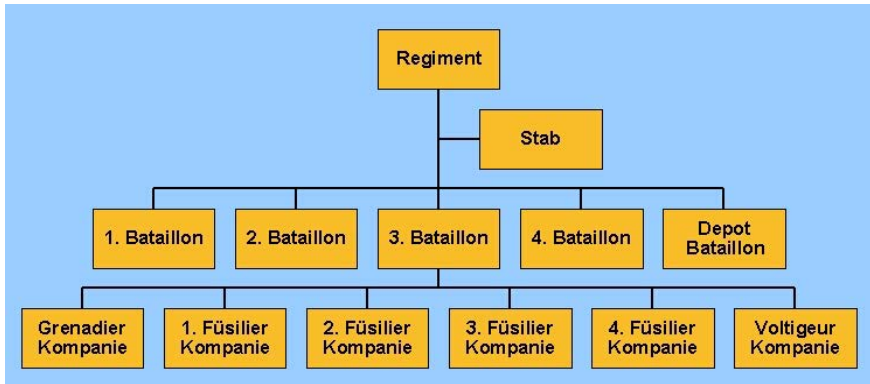 Regiment
Stab
1. Bataillon
2. Bataillon
3. Bataillon
4. Bataillon
Depot
Bataillon
Grenadier
Kompanie
1. Füsilier
Kompanie
2. Füsilier
Kompanie
3. Füsilier
Kompanie
4. Füsilier
Kompanie
Voltigeur
Kompanie